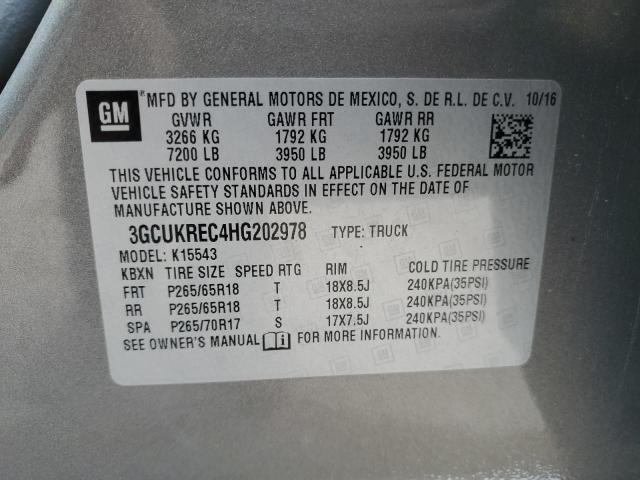 GM
MFD BY GENERAL MOTORS DE MEXICO, S. DE R.L. DE C.V. 10/16
GVWR GAWR FRT GAWR RR
3266 KG 1792 KG 1792 KG
7200 LB 3950 LB 3950 LB
THIS VEHICLE CONFORMS TO ALL APPLICABLE U.S. FEDERAL MOTOR
VEHICLE SAFETY STANDARDS IN EFFECT ON THE DATE OF
MANUFACTURE SHOWN ABOVE.
3GCUKREC4HG202978 TYPE: TRUCK
MODEL: K15543
KBXN TIRE SIZE SPEED RTG RIM COLD TIRE PRESSURE
FRT P265/65R18 T 18X8.5J 240KPA(35PSI)
RR P265/65R18 T 18X8.5J 240KPA(35PSI)
SPA P265/70R17 S 17X7.5J 240KPA(35PSI)
SEE OWNER'S MANUAL FOR MORE INFORMATION.